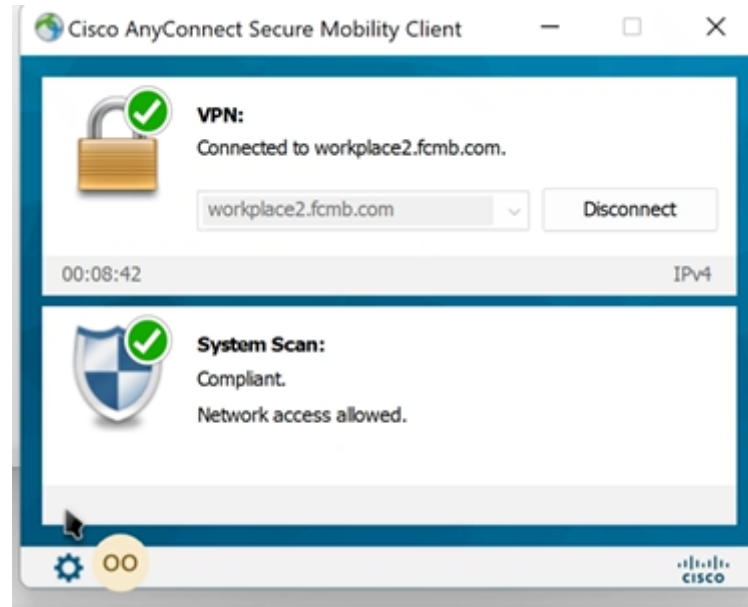 Cisco AnyConnect Secure Mobility Client
VPN:
Connected to workplace2.fcmb.com.
workplace2.fcmb.com
Disconnect
00:08:42
IPv4
System Scan:
Compliant.
Network access allowed.
OO
CISCO